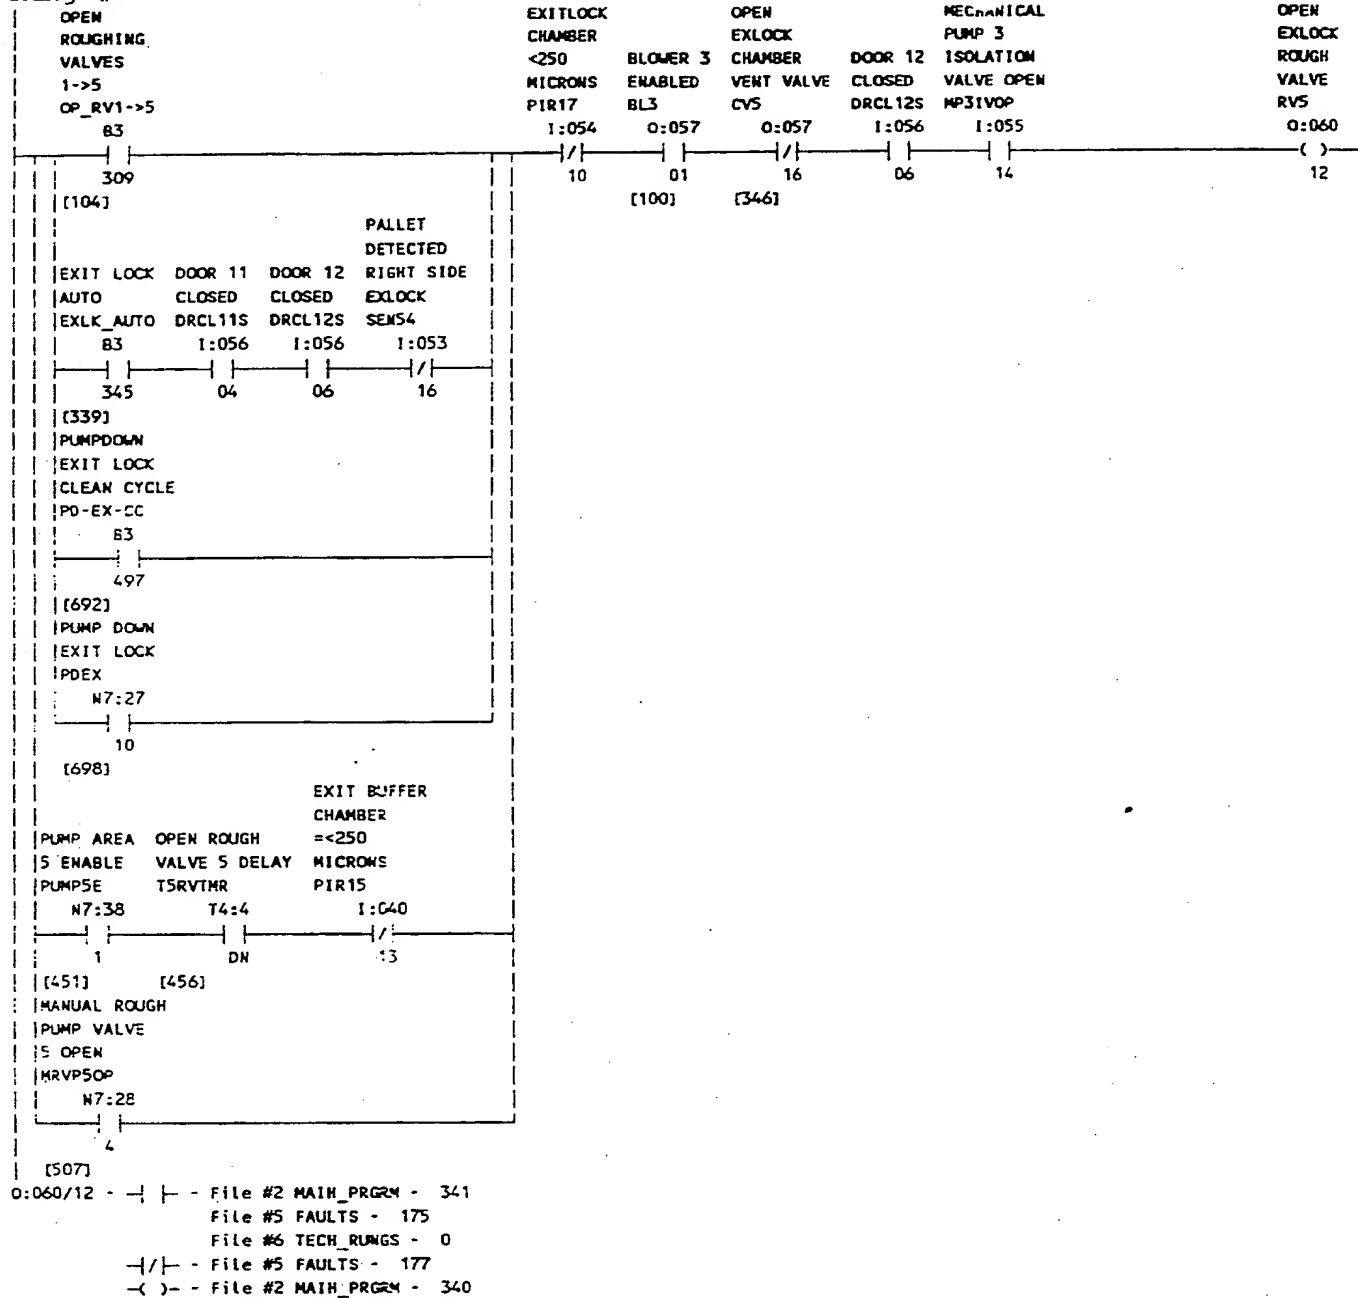 OPEN EXITLOCK OPEN MECHANICAL OPEN
ROUGHING CHAMBER EXLOCK PUMP 3 EXLOCK
VALVES <250 BLOWER 3 CHAMBER DOOR 12 ISOLATION ROUGH
1->5 MICRONS ENABLED VENT VALVE CLOSED VALVE OPEN VALVE
OP_RV1->5 PIR17 BL3 CV5 DRCL12S MP3IVOP RV5
B3 I:054 O:057 O:057 I:056 I:055 O:060
309 10 01 16 06 14 12
[104] [100] [346]
PALLET
DETECTED
EXIT LOCK DOOR 11 DOOR 12 RIGHT SIDE
AUTO CLOSED CLOSED EXLOCK
EXLK_AUTO DRCL11S DRCL12S SEN54
B3 I:056 I:056 I:053
345 04 06 16
[339]
PUMPDOWN
EXIT LOCK
CLEAN CYCLE
PD-EX-CC
B3
497
[692]
PUMP DOWN
EXIT LOCK
PDEX
N7:27
10
[698]
EXIT BUFFER
CHAMBER
PUMP AREA OPEN ROUGH =<250
5 ENABLE VALVE 5 DELAY MICRONS
PUMP5E T5RVTMR PIR15
N7:38 T4:4 I:040
1 DN 13
[451] [456]
MANUAL ROUGH
PUMP VALVE
5 OPEN
MRVP5OP
N7:28
4
[507]
O:060/12 - ─┤ ├─ - File #2 MAIN_PRGRM - 341
File #5 FAULTS - 175
File #6 TECH_RUNGS - 0
─┤/├─ - File #5 FAULTS - 177
─( )─ - File #2 MAIN_PRGRM - 340